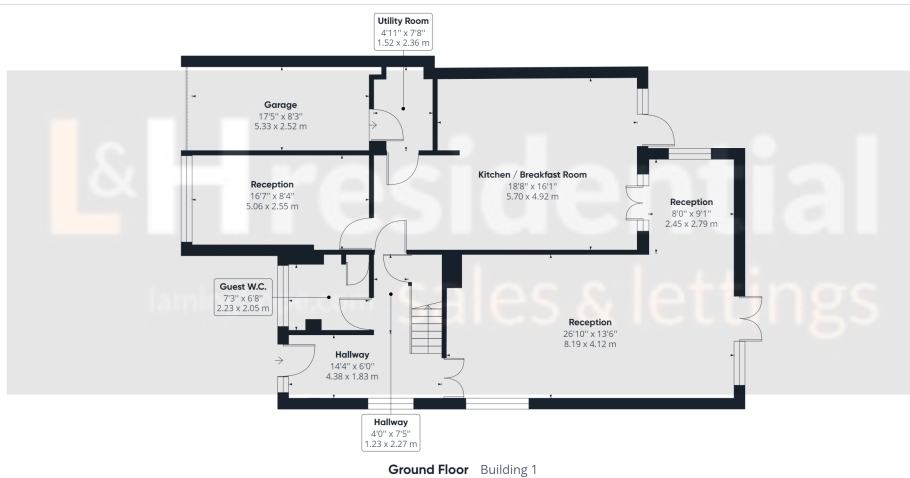 Utility Room
4'11" x 7'8"
1.52 x 2.36 m
Garage
17'5" x 8'3"
5.33 x 2.52 m
Kitchen / Breakfast Room
18'8" x 16'1"
5.70 x 4.92 m
Reception
16'7" x 8'4"
5.06 x 2.55 m
Reception
8'0" x 9'1"
2.45 x 2.79 m
L&H residential
sales & lettings
Guest W.C.
7'3" x 6'8"
2.23 x 2.05 m
Reception
26'10" x 13'6"
8.19 x 4.12 m
Hallway
14'4" x 6'0"
4.38 x 1.83 m
Hallway
4'0" x 7'5"
1.23 x 2.27 m
Ground Floor Building 1